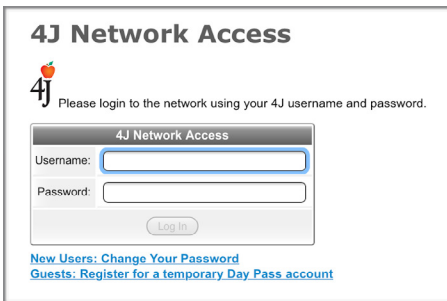 4J Network Access
4J Please login to the network using your 4J username and password.
4J Network Access
Username:
Password:
Log In
New Users: Change Your Password
Guests: Register for a temporary Day Pass account